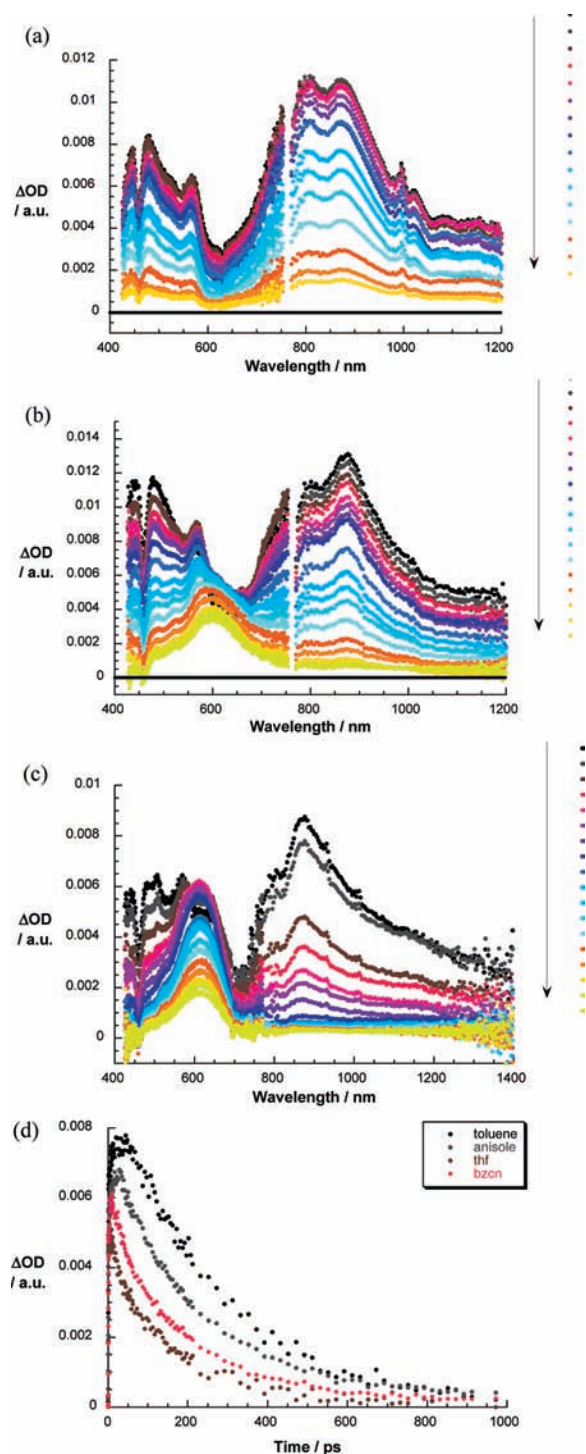 (a)
0.012
0.01
0.008
ΔOD
/ a.u.
0.006
0.004
0.002
0
400 600 800 1000 1200
Wavelength / nm
(b)
0.014
0.012
0.01
0.008
ΔOD
/ a.u.
0.006
0.004
0.002
0
400 600 800 1000 1200
Wavelength / nm
(c)
0.01
0.008
0.006
ΔOD
/ a.u.
0.004
0.002
0
400 600 800 1000 1200 1400
Wavelength / nm
(d)
0.008
toluene
anisole
thf
bzcn
0.006
ΔOD
/ a.u.
0.004
0.002
0
0 200 400 600 800 1000
Time / ps